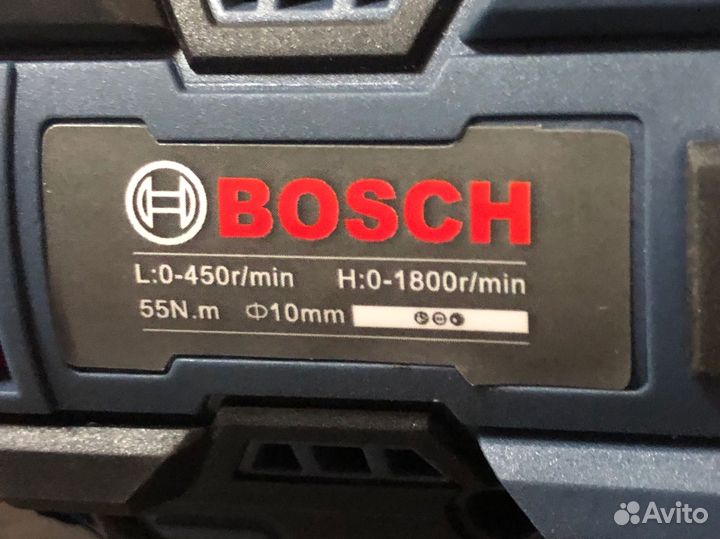 BOSCH
L:0-450r/min H:0-1800r/min
55N.m Φ10mm
Avito